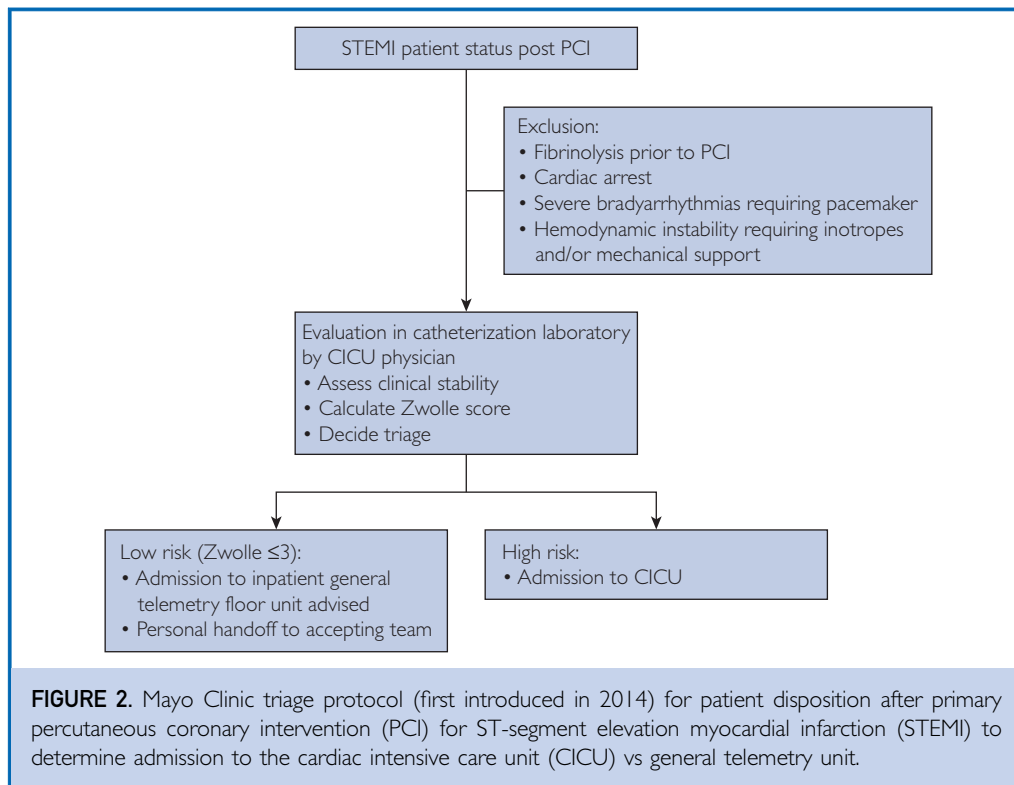 STEMI patient status post PCI
Exclusion:
• Fibrinolysis prior to PCI
• Cardiac arrest
• Severe bradyarrhythmias requiring pacemaker
• Hemodynamic instability requiring inotropes
and/or mechanical support
Evaluation in catheterization laboratory
by CICU physician
• Assess clinical stability
• Calculate Zwolle score
• Decide triage
Low risk (Zwolle ≤3):
• Admission to inpatient general
telemetry floor unit advised
• Personal handoff to accepting team
High risk:
• Admission to CICU
FIGURE 2. Mayo Clinic triage protocol (first introduced in 2014) for patient disposition after primary
percutaneous coronary intervention (PCI) for ST-segment elevation myocardial infarction (STEMI) to
determine admission to the cardiac intensive care unit (CICU) vs general telemetry unit.